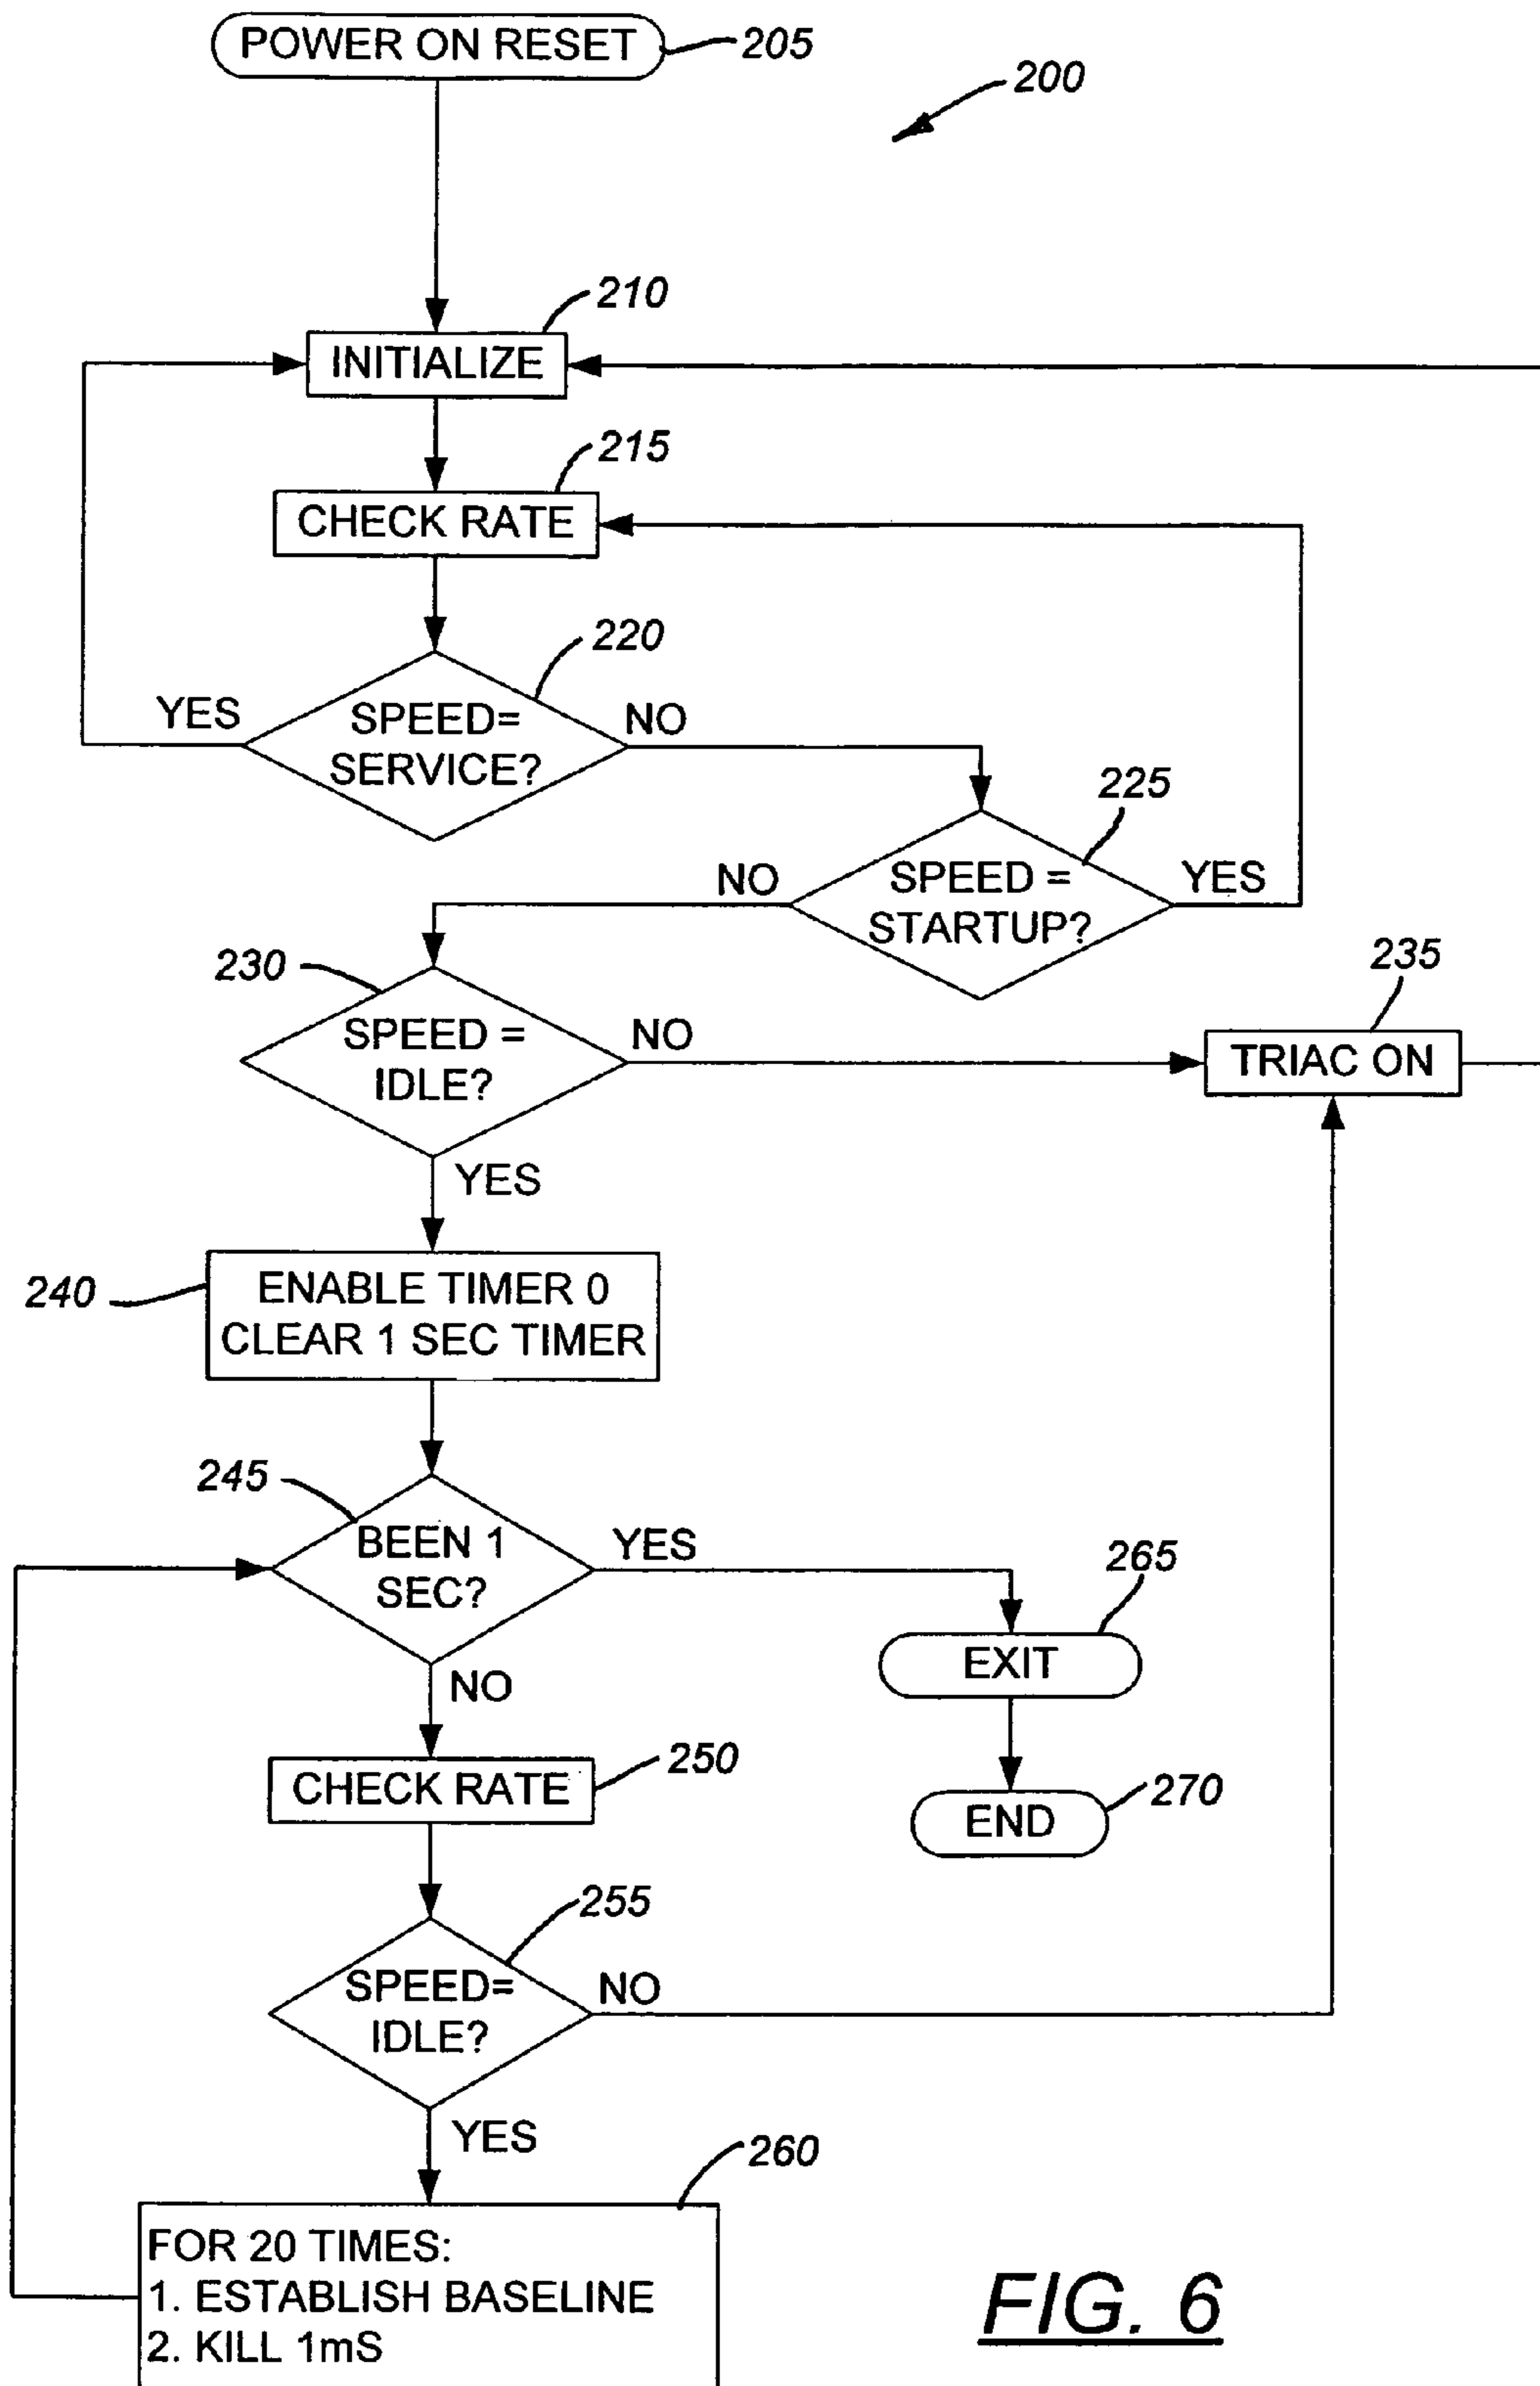 POWER ON RESET
205
200
210
INITIALIZE
215
CHECK RATE
220
YES
SPEED=
SERVICE?
NO
225
NO
SPEED =
STARTUP?
YES
230
SPEED =
IDLE?
NO
235
TRIAC ON
YES
240
ENABLE TIMER 0
CLEAR 1 SEC TIMER
245
BEEN 1
SEC?
YES
265
EXIT
NO
250
CHECK RATE
270
END
255
SPEED=
IDLE?
NO
YES
260
FOR 20 TIMES:
1. ESTABLISH BASELINE
2. KILL 1mS
FIG. 6